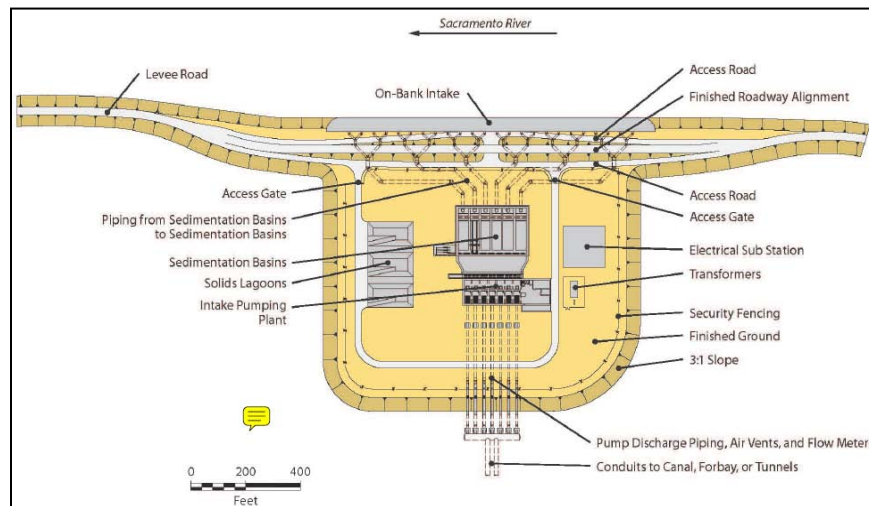 Sacramento River
Levee Road
On-Bank Intake
Access Road
Finished Roadway Alignment
Access Gate
Access Road
Access Gate
Piping from Sedimentation Basins
to Sedimentation Basins
Sedimentation Basins
Solids Lagoons
Intake Pumping
Plant
Electrical Sub Station
Transformers
Security Fencing
Finished Ground
3:1 Slope
Pump Discharge Piping, Air Vents, and Flow Meter
Conduits to Canal, Forbay, or Tunnels
0 200 400
Feet